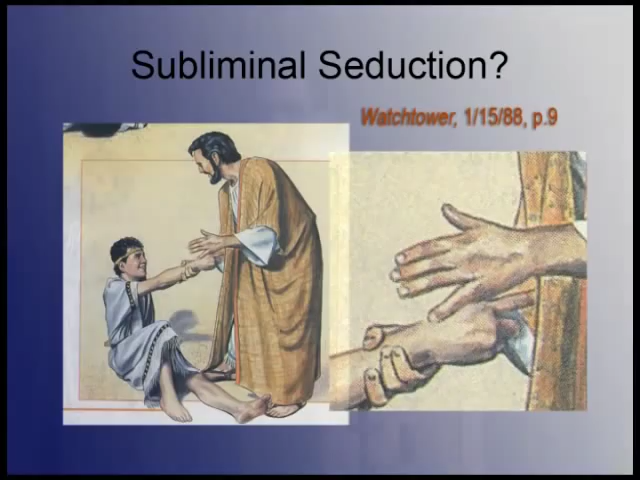 Subliminal Seduction?
Watchtower, 1/15/88, p.9